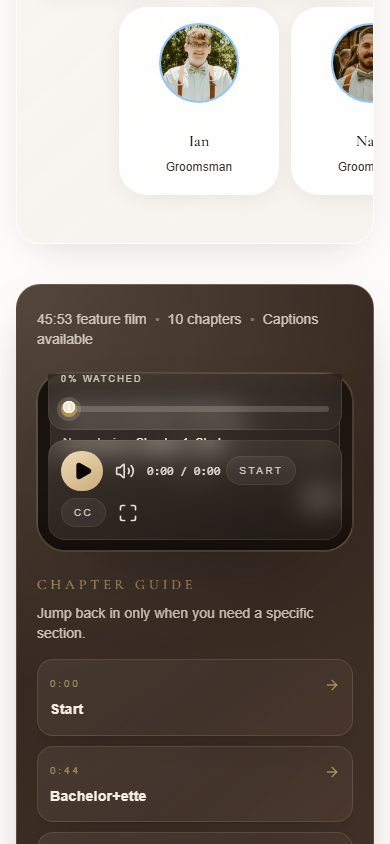 Ian
Na
Groomsman
Groom
45:53 feature film • 10 chapters • Captions
available
0% WATCHED
0:00 / 0:00
START
CC
CHAPTER GUIDE
Jump back in only when you need a specific
section.
0:00
Start
0:44
Bachelor+ette